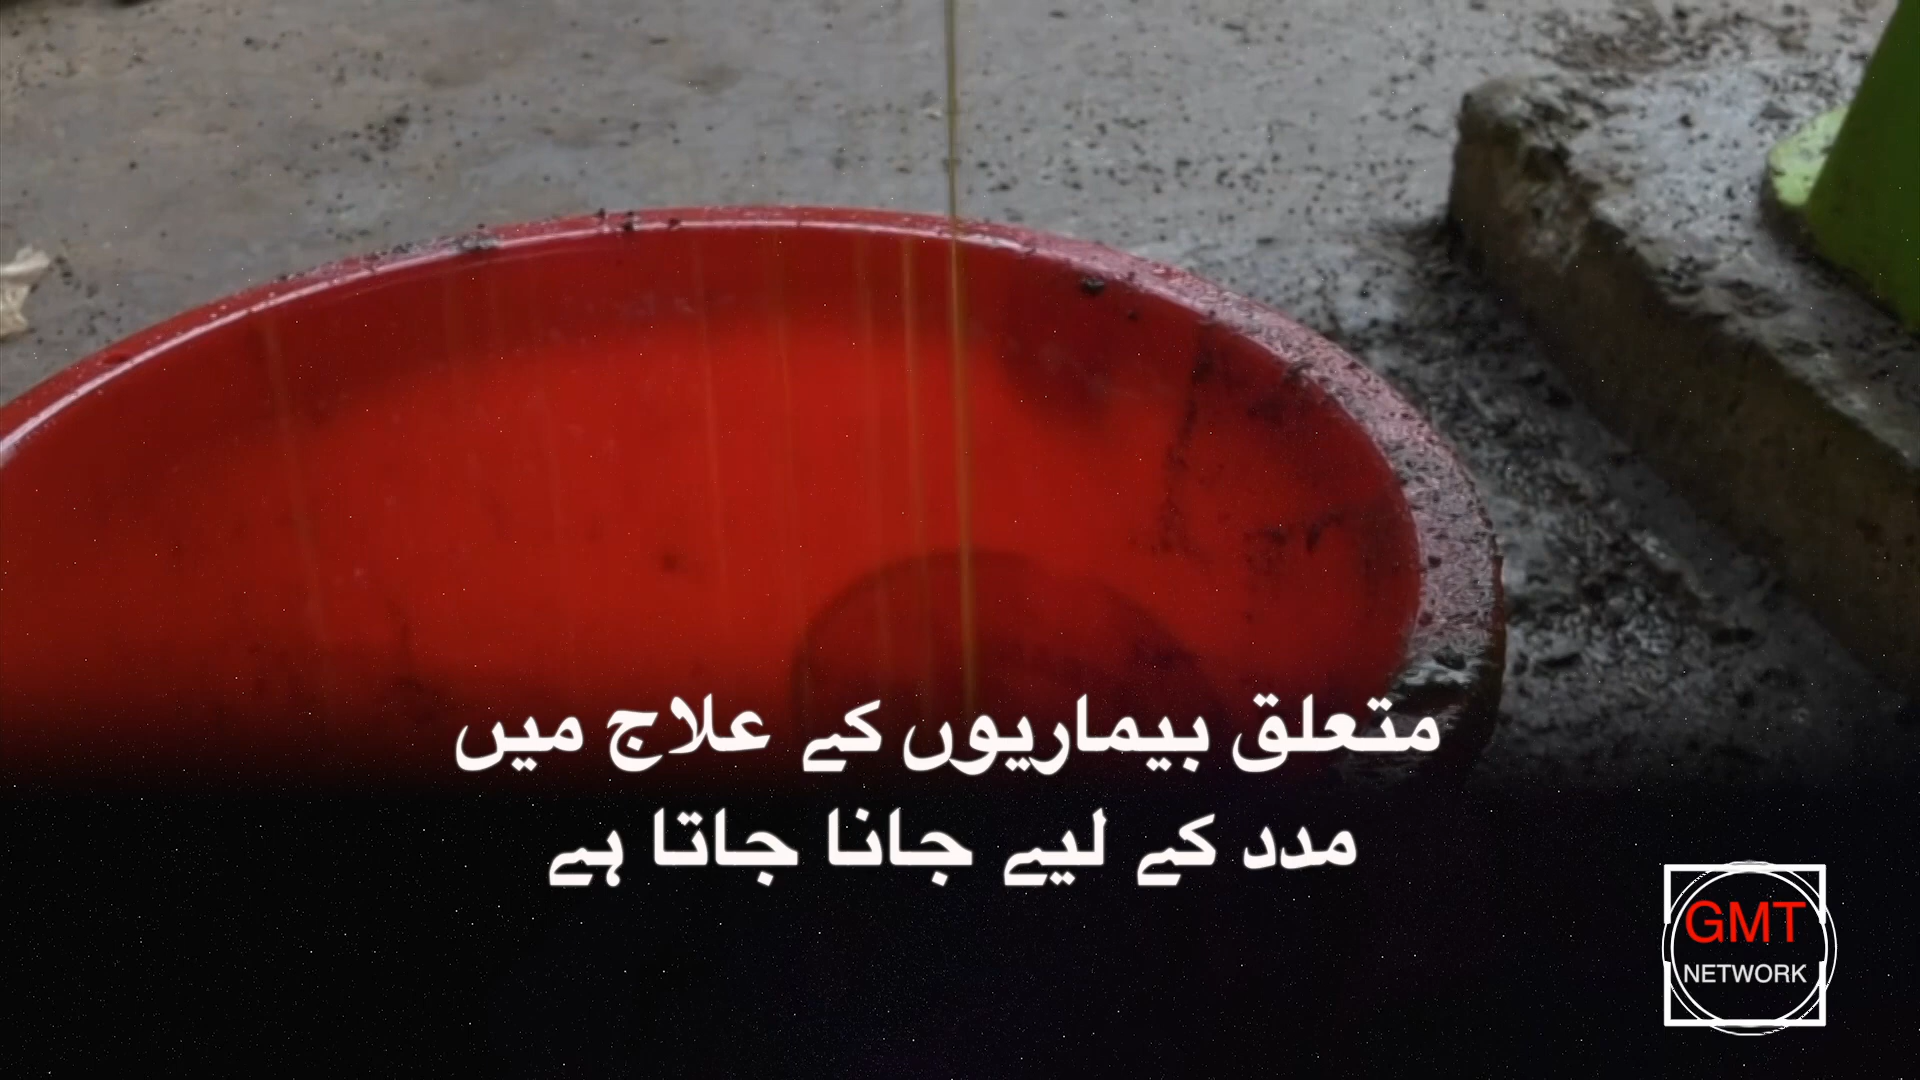 متعلق بیماریوں کے علاج میں
مدد کے لیے جانا جاتا ہے
GMT
NETWORK